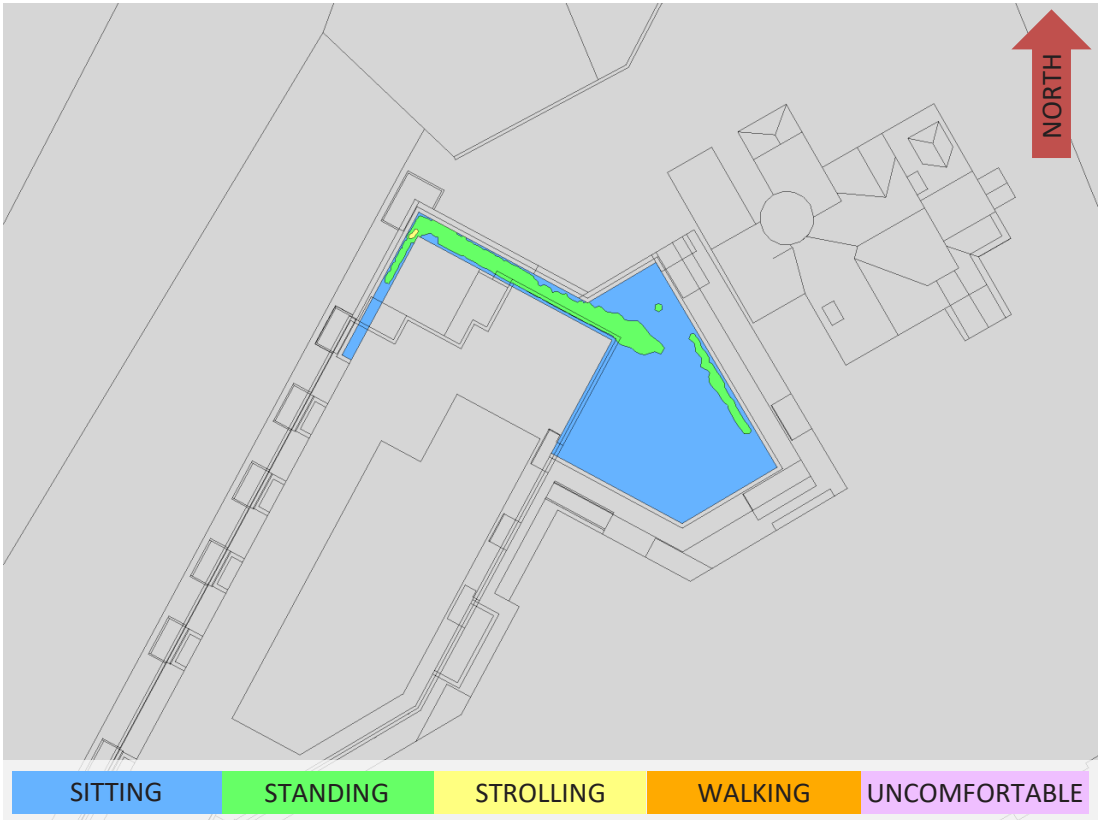 NORTH
SITTING
STANDING
STROLLING
WALKING
UNCOMFORTABLE